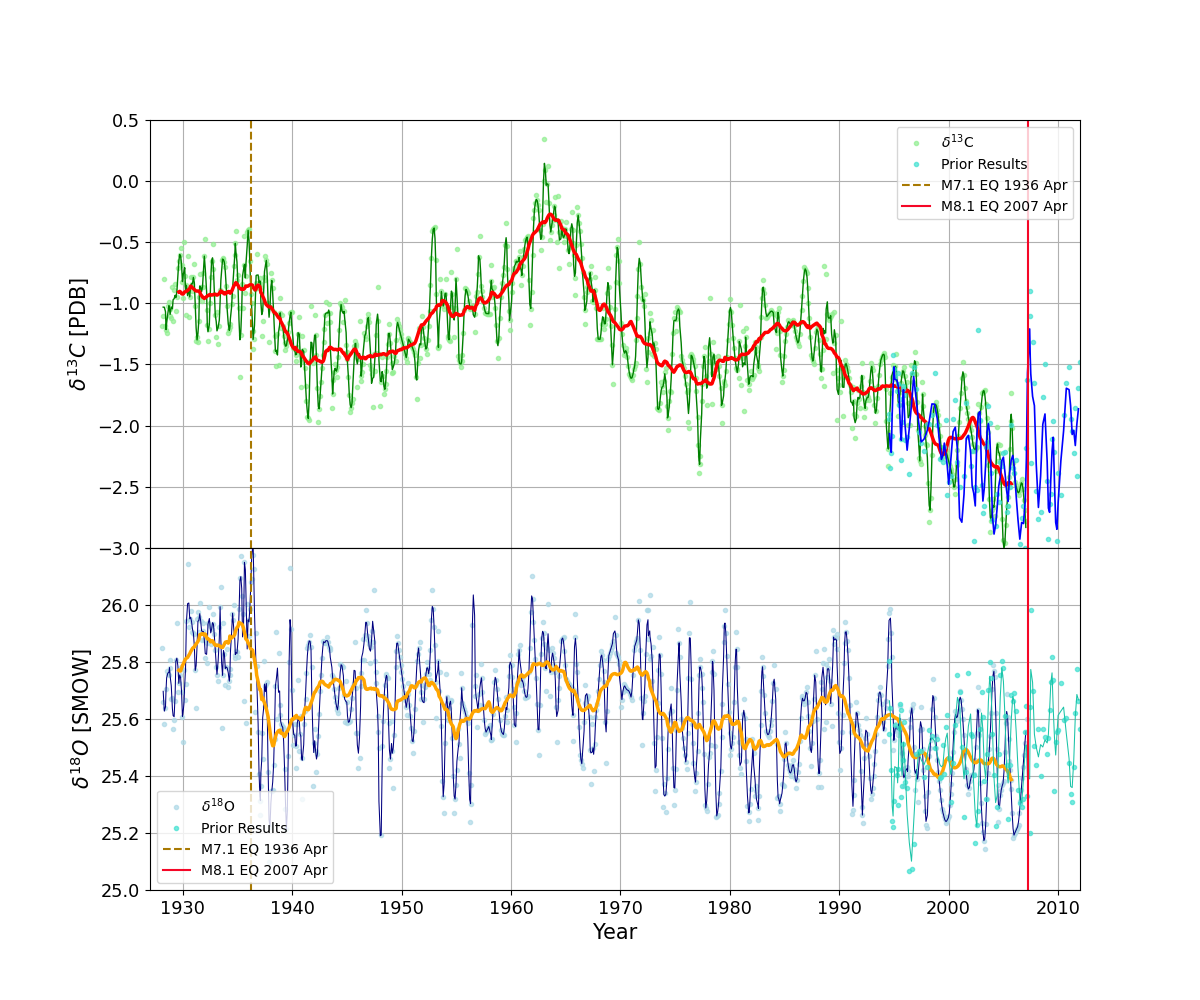 0.5
0.0
−0.5
−1.0
−1.5
−2.0
−2.5
−3.0
δ¹³C [PDB]
δ¹³C
Prior Results
M7.1 EQ 1936 Apr
M8.1 EQ 2007 Apr
26.0
25.8
25.6
25.4
25.2
25.0
δ¹⁸O [SMOW]
δ¹⁸O
Prior Results
M7.1 EQ 1936 Apr
M8.1 EQ 2007 Apr
1930 1940 1950 1960 1970 1980 1990 2000 2010
Year